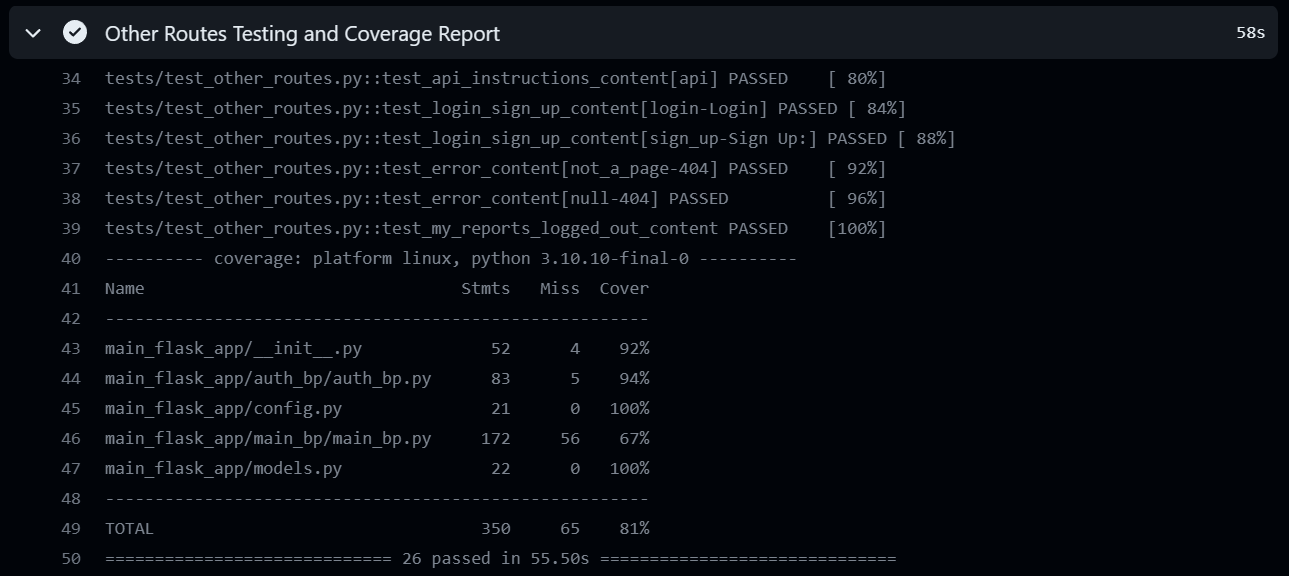 Other Routes Testing and Coverage Report 58s
34 tests/test_other_routes.py::test_api_instructions_content[api] PASSED    [ 80%]
35 tests/test_other_routes.py::test_login_sign_up_content[login-Login] PASSED [ 84%]
36 tests/test_other_routes.py::test_login_sign_up_content[sign_up-Sign Up:] PASSED [ 88%]
37 tests/test_other_routes.py::test_error_content[not_a_page-404] PASSED    [ 92%]
38 tests/test_other_routes.py::test_error_content[null-404] PASSED          [ 96%]
39 tests/test_other_routes.py::test_my_reports_logged_out_content PASSED    [100%]
40 ---------- coverage: platform linux, python 3.10.10-final-0 ----------
41 Name                                Stmts   Miss  Cover
42 -------------------------------------------------------
43 main_flask_app/__init__.py             52      4    92%
44 main_flask_app/auth_bp/auth_bp.py      83      5    94%
45 main_flask_app/config.py               21      0   100%
46 main_flask_app/main_bp/main_bp.py     172     56    67%
47 main_flask_app/models.py               22      0   100%
48 -------------------------------------------------------
49 TOTAL                                 350     65    81%
50 ============================= 26 passed in 55.50s ==============================